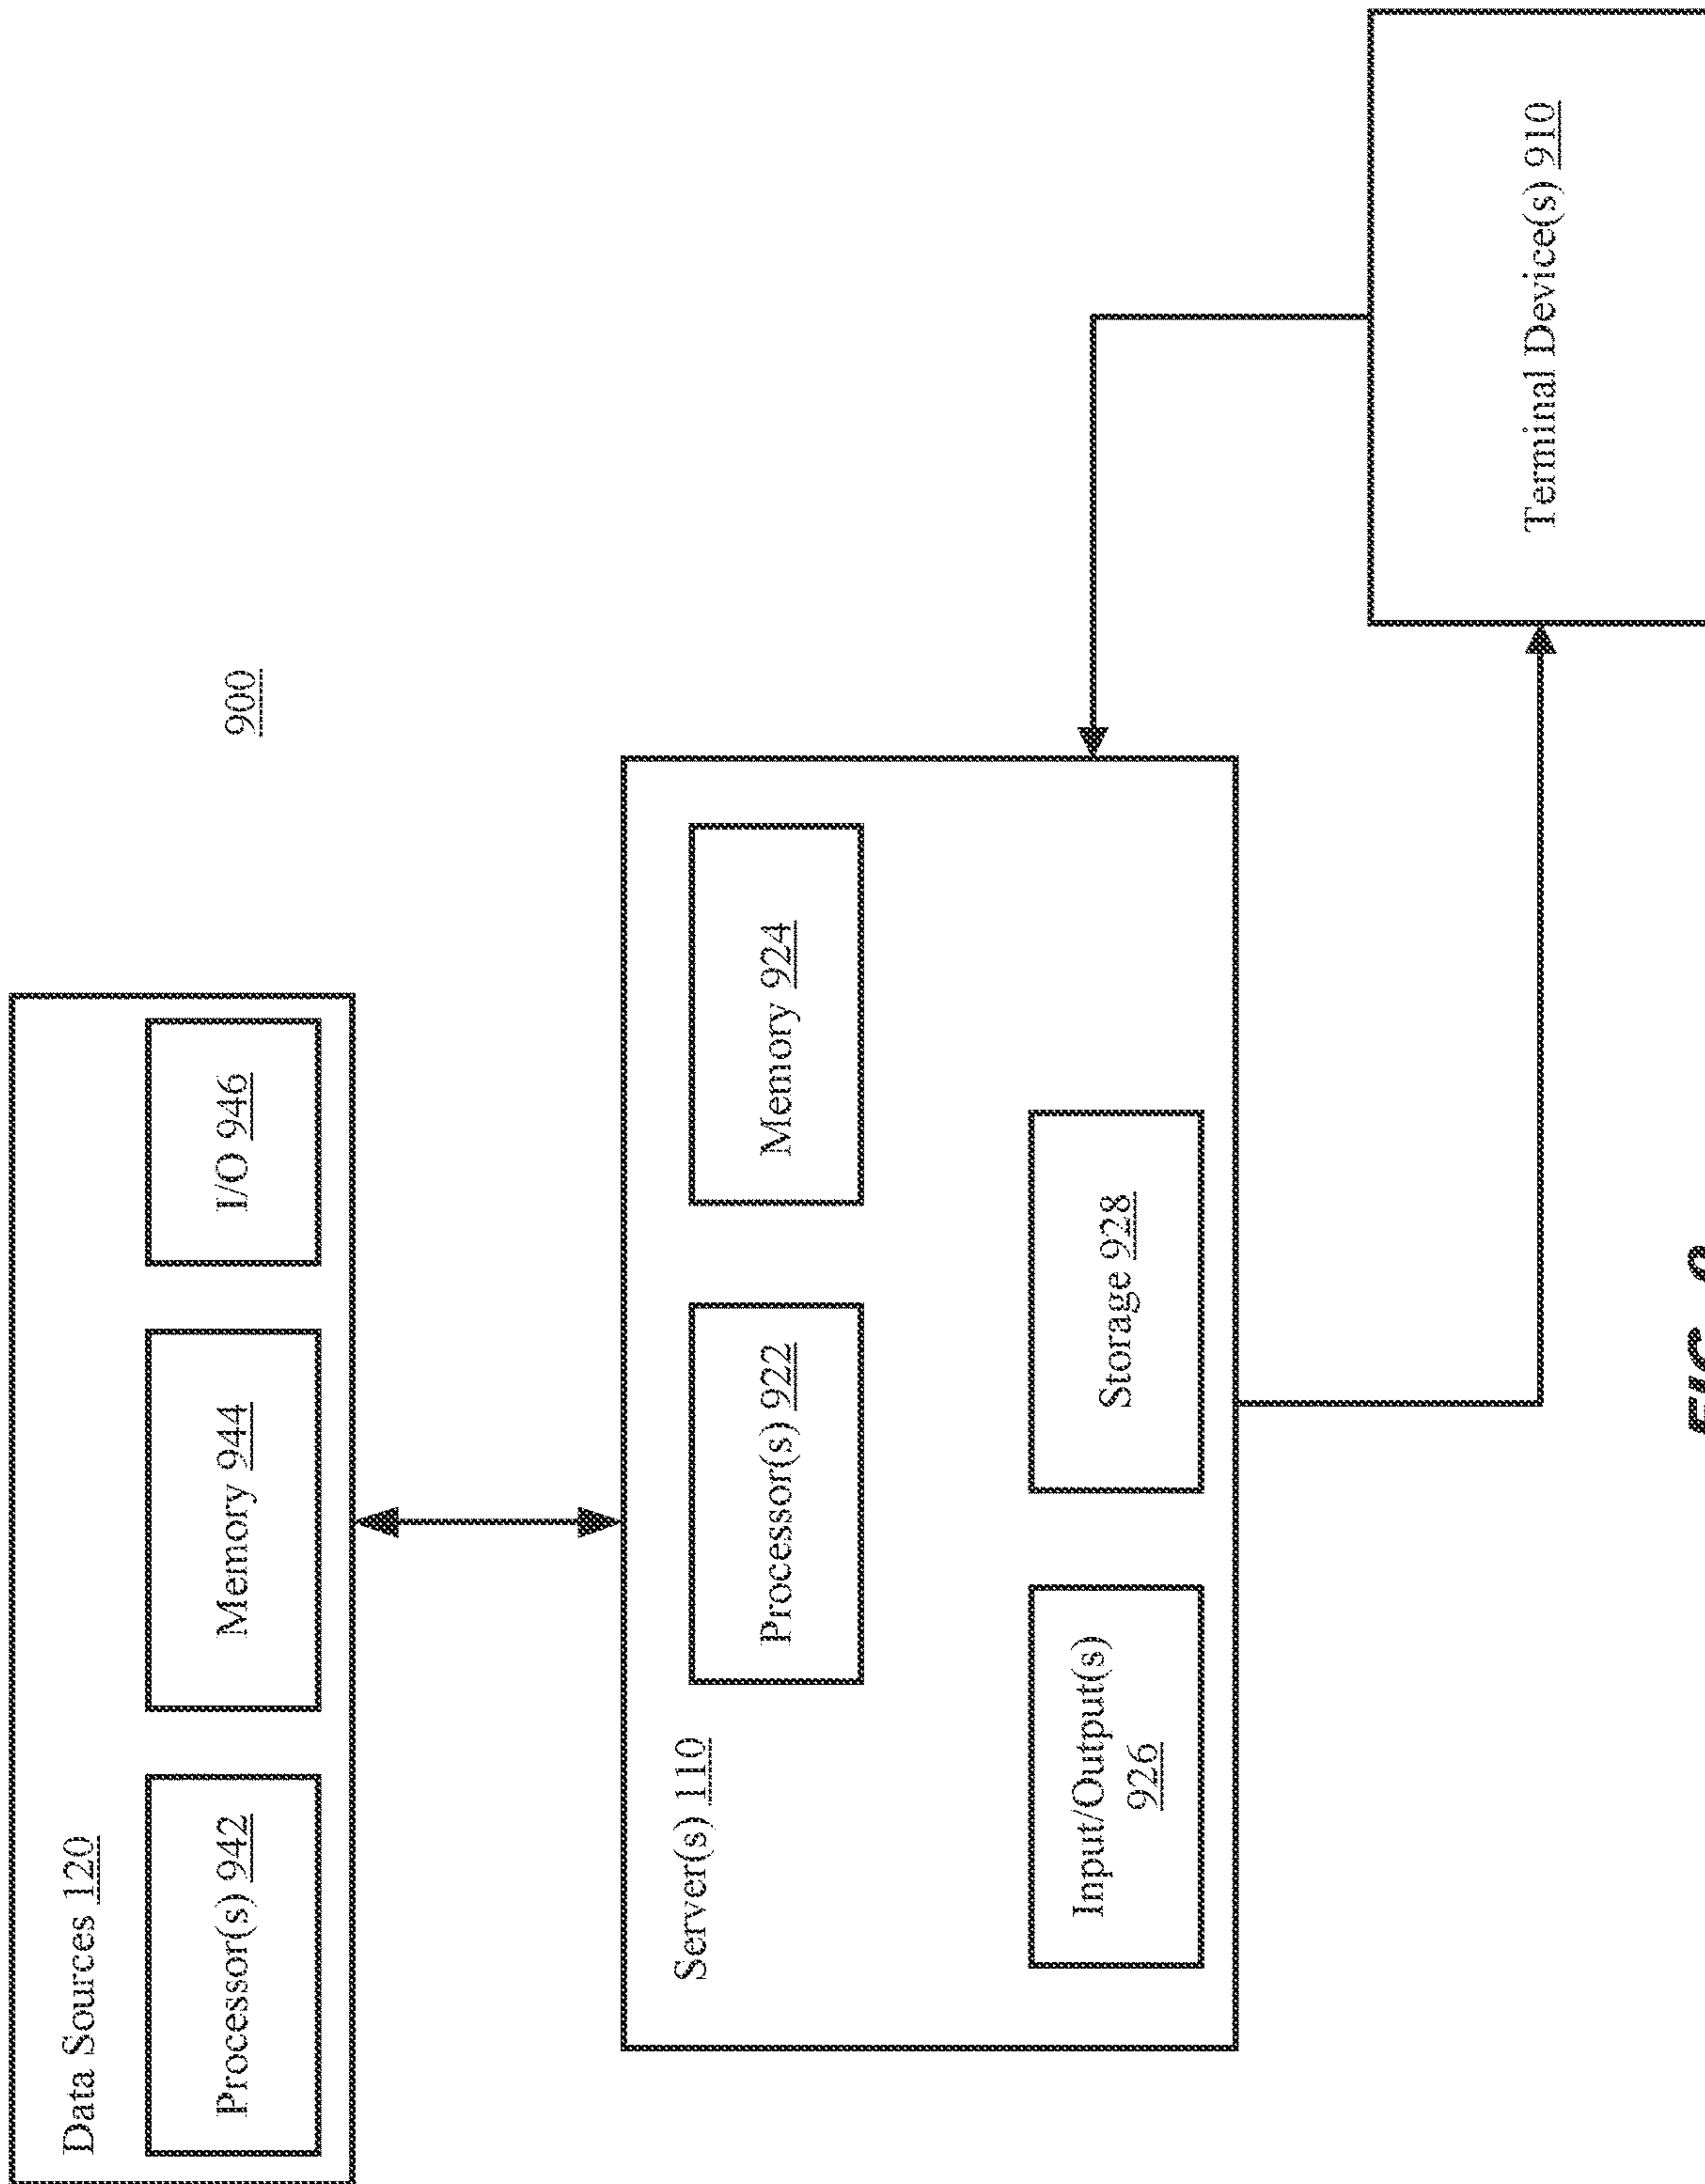 900
Data Sources 120
Processor(s) 942
Memory 944
I/O 946
Server(s) 110
Processor(s) 922
Memory 924
Input/Output(s)
926
Storage 928
Terminal Device(s) 910
FIG.